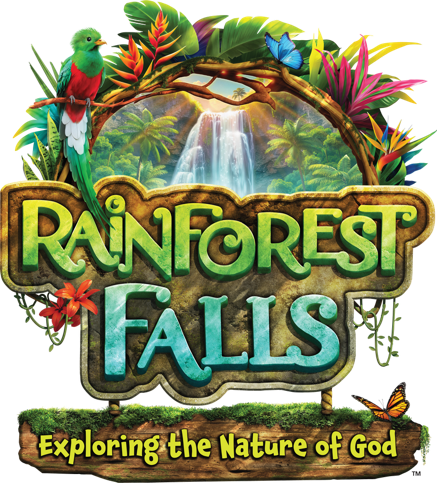 RAINFOREST
FALLS
Exploring the Nature of God
TM